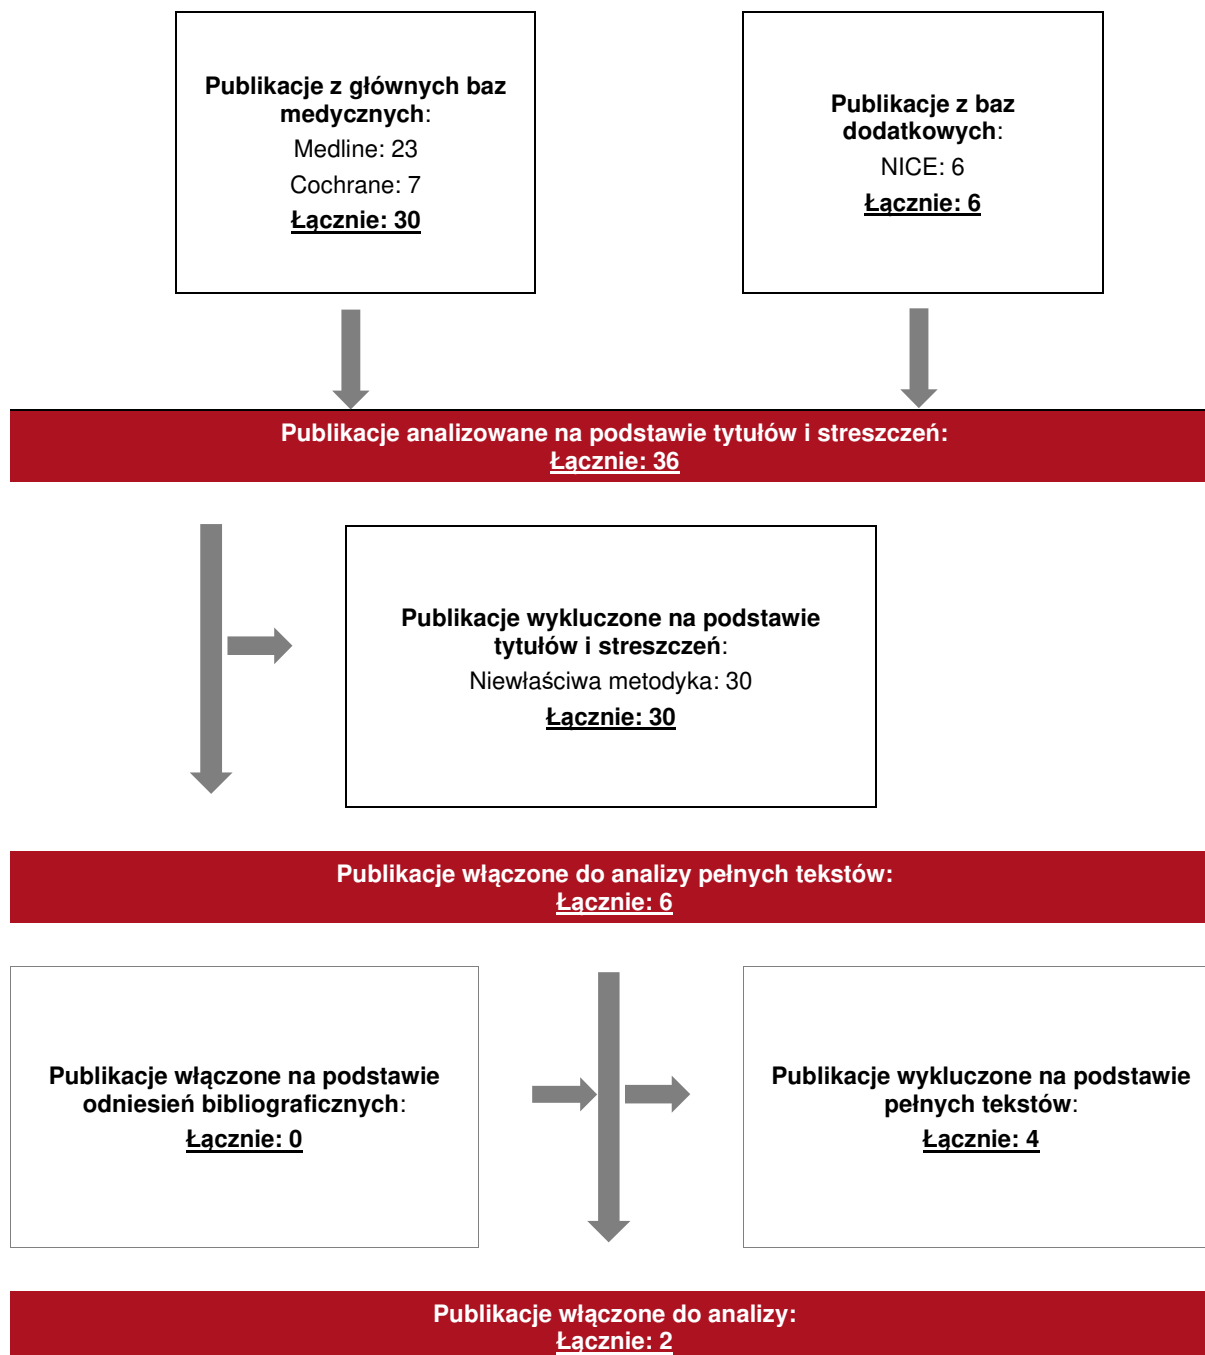 Publikacje z głównych baz
medycznych:
Medline: 23
Cochrane: 7
Łącznie: 30
Publikacje z baz
dodatkowych:
NICE: 6
Łącznie: 6
Publikacje analizowane na podstawie tytułów i streszczeń:
Łącznie: 36
Publikacje wykluczone na podstawie
tytułów i streszczeń:
Niewłaściwa metodyka: 30
Łącznie: 30
Publikacje włączone do analizy pełnych tekstów:
Łącznie: 6
Publikacje włączone na podstawie
odniesień bibliograficznych:
Łącznie: 0
Publikacje wykluczone na podstawie
pełnych tekstów:
Łącznie: 4
Publikacje włączone do analizy:
Łącznie: 2